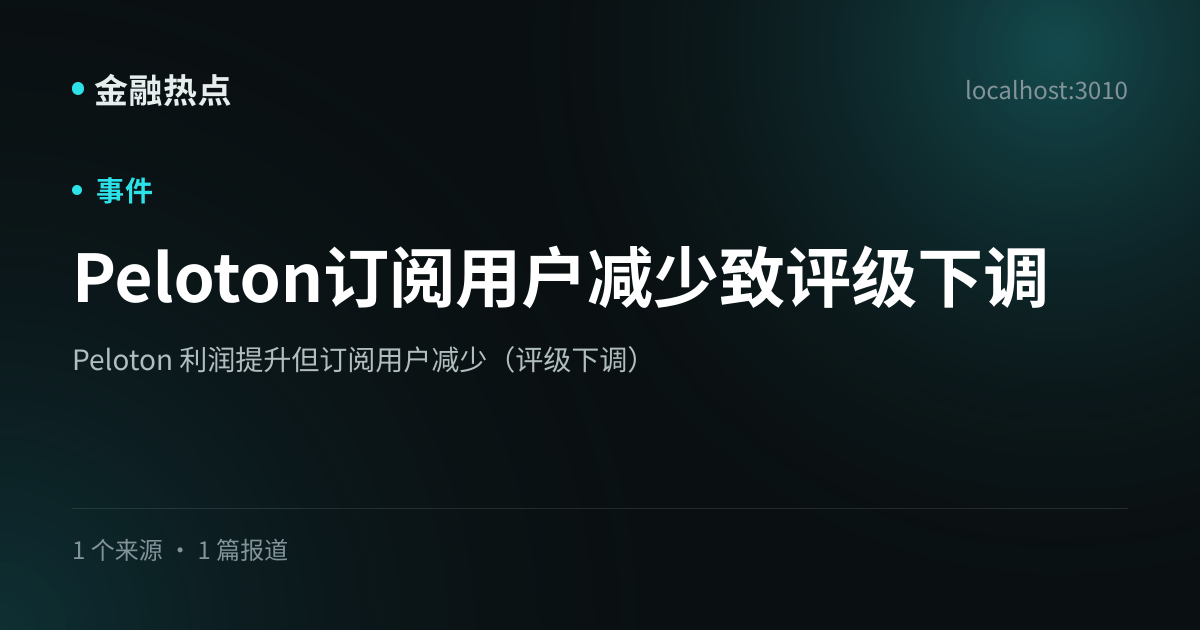 金融热点
localhost:3010
事件
Peloton订阅用户减少致评级下调
Peloton 利润提升但订阅用户减少（评级下调）
1 个来源 · 1 篇报道